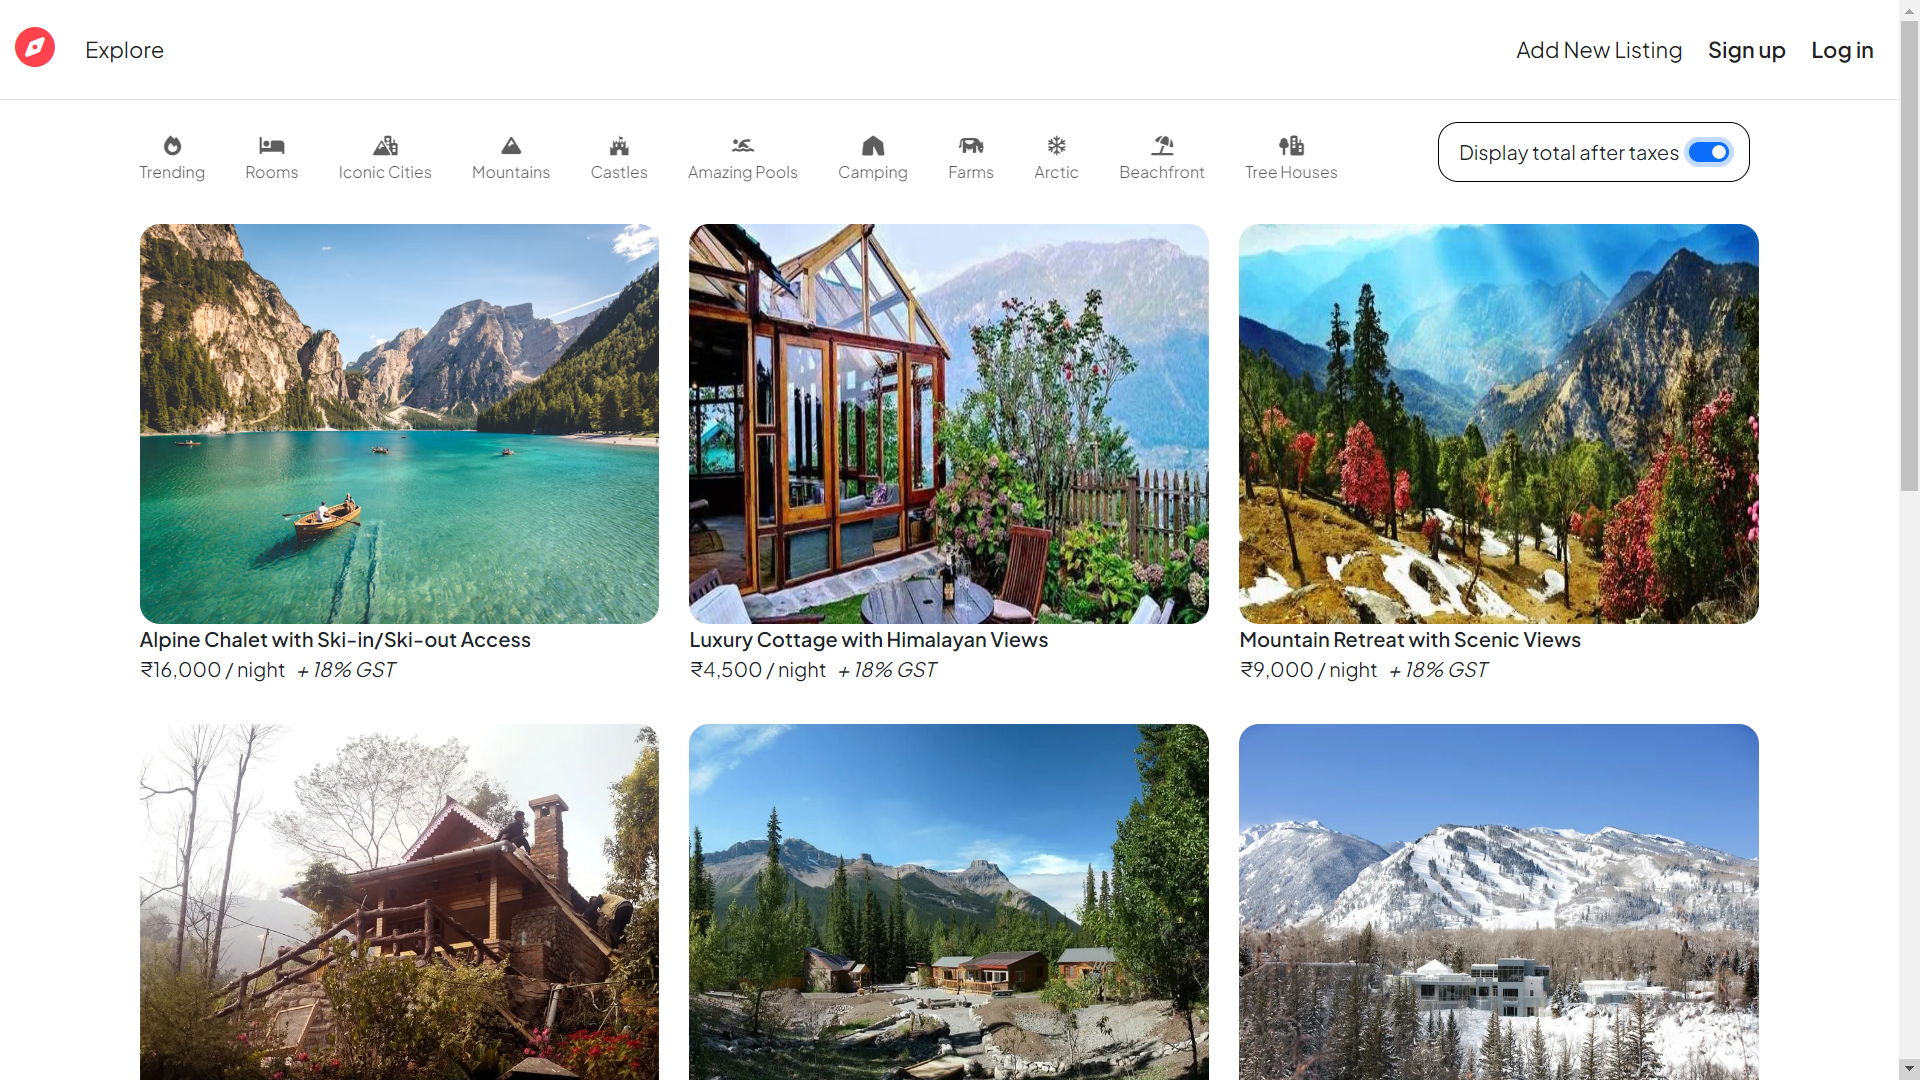 Explore
Add New Listing Sign up Log in
Trending Rooms Iconic Cities Mountains Castles Amazing Pools Camping Farms Arctic Beachfront Tree Houses
Display total after taxes
Alpine Chalet with Ski-in/Ski-out Access
₹16,000 / night + 18% GST
Luxury Cottage with Himalayan Views
₹4,500 / night + 18% GST
Mountain Retreat with Scenic Views
₹9,000 / night + 18% GST